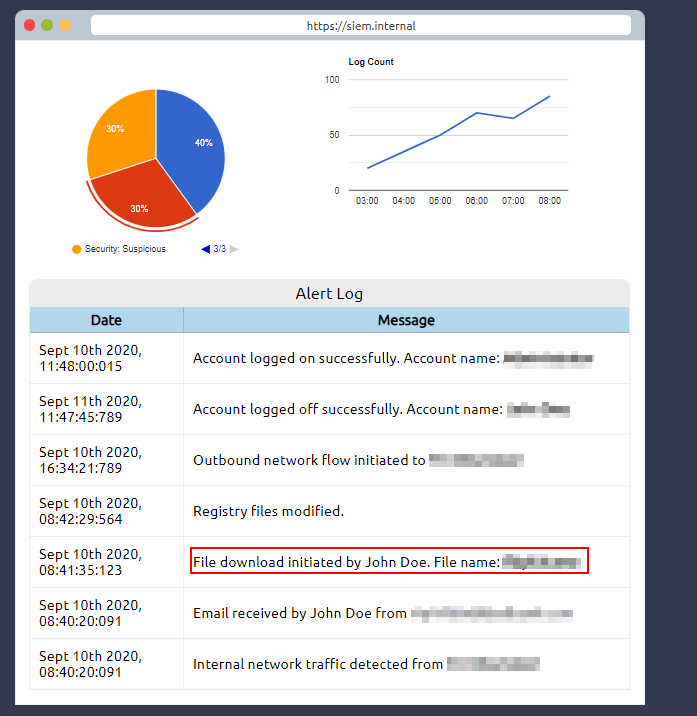 https://siem.internal
Log Count
100
50
0
03:00 04:00 05:00 06:00 07:00 08:00
30%
40%
30%
Security: Suspicious
3/3
Alert Log
Date Message
Sept 10th 2020,
11:48:00:015
Account logged on successfully. Account name:
Sept 11th 2020,
11:47:45:789
Account logged off successfully. Account name:
Sept 10th 2020,
16:34:21:789
Outbound network flow initiated to
Sept 10th 2020,
08:42:29:564
Registry files modified.
Sept 10th 2020,
08:41:35:123
File download initiated by John Doe. File name:
Sept 10th 2020,
08:40:20:091
Email received by John Doe from
Sept 10th 2020,
08:40:20:091
Internal network traffic detected from